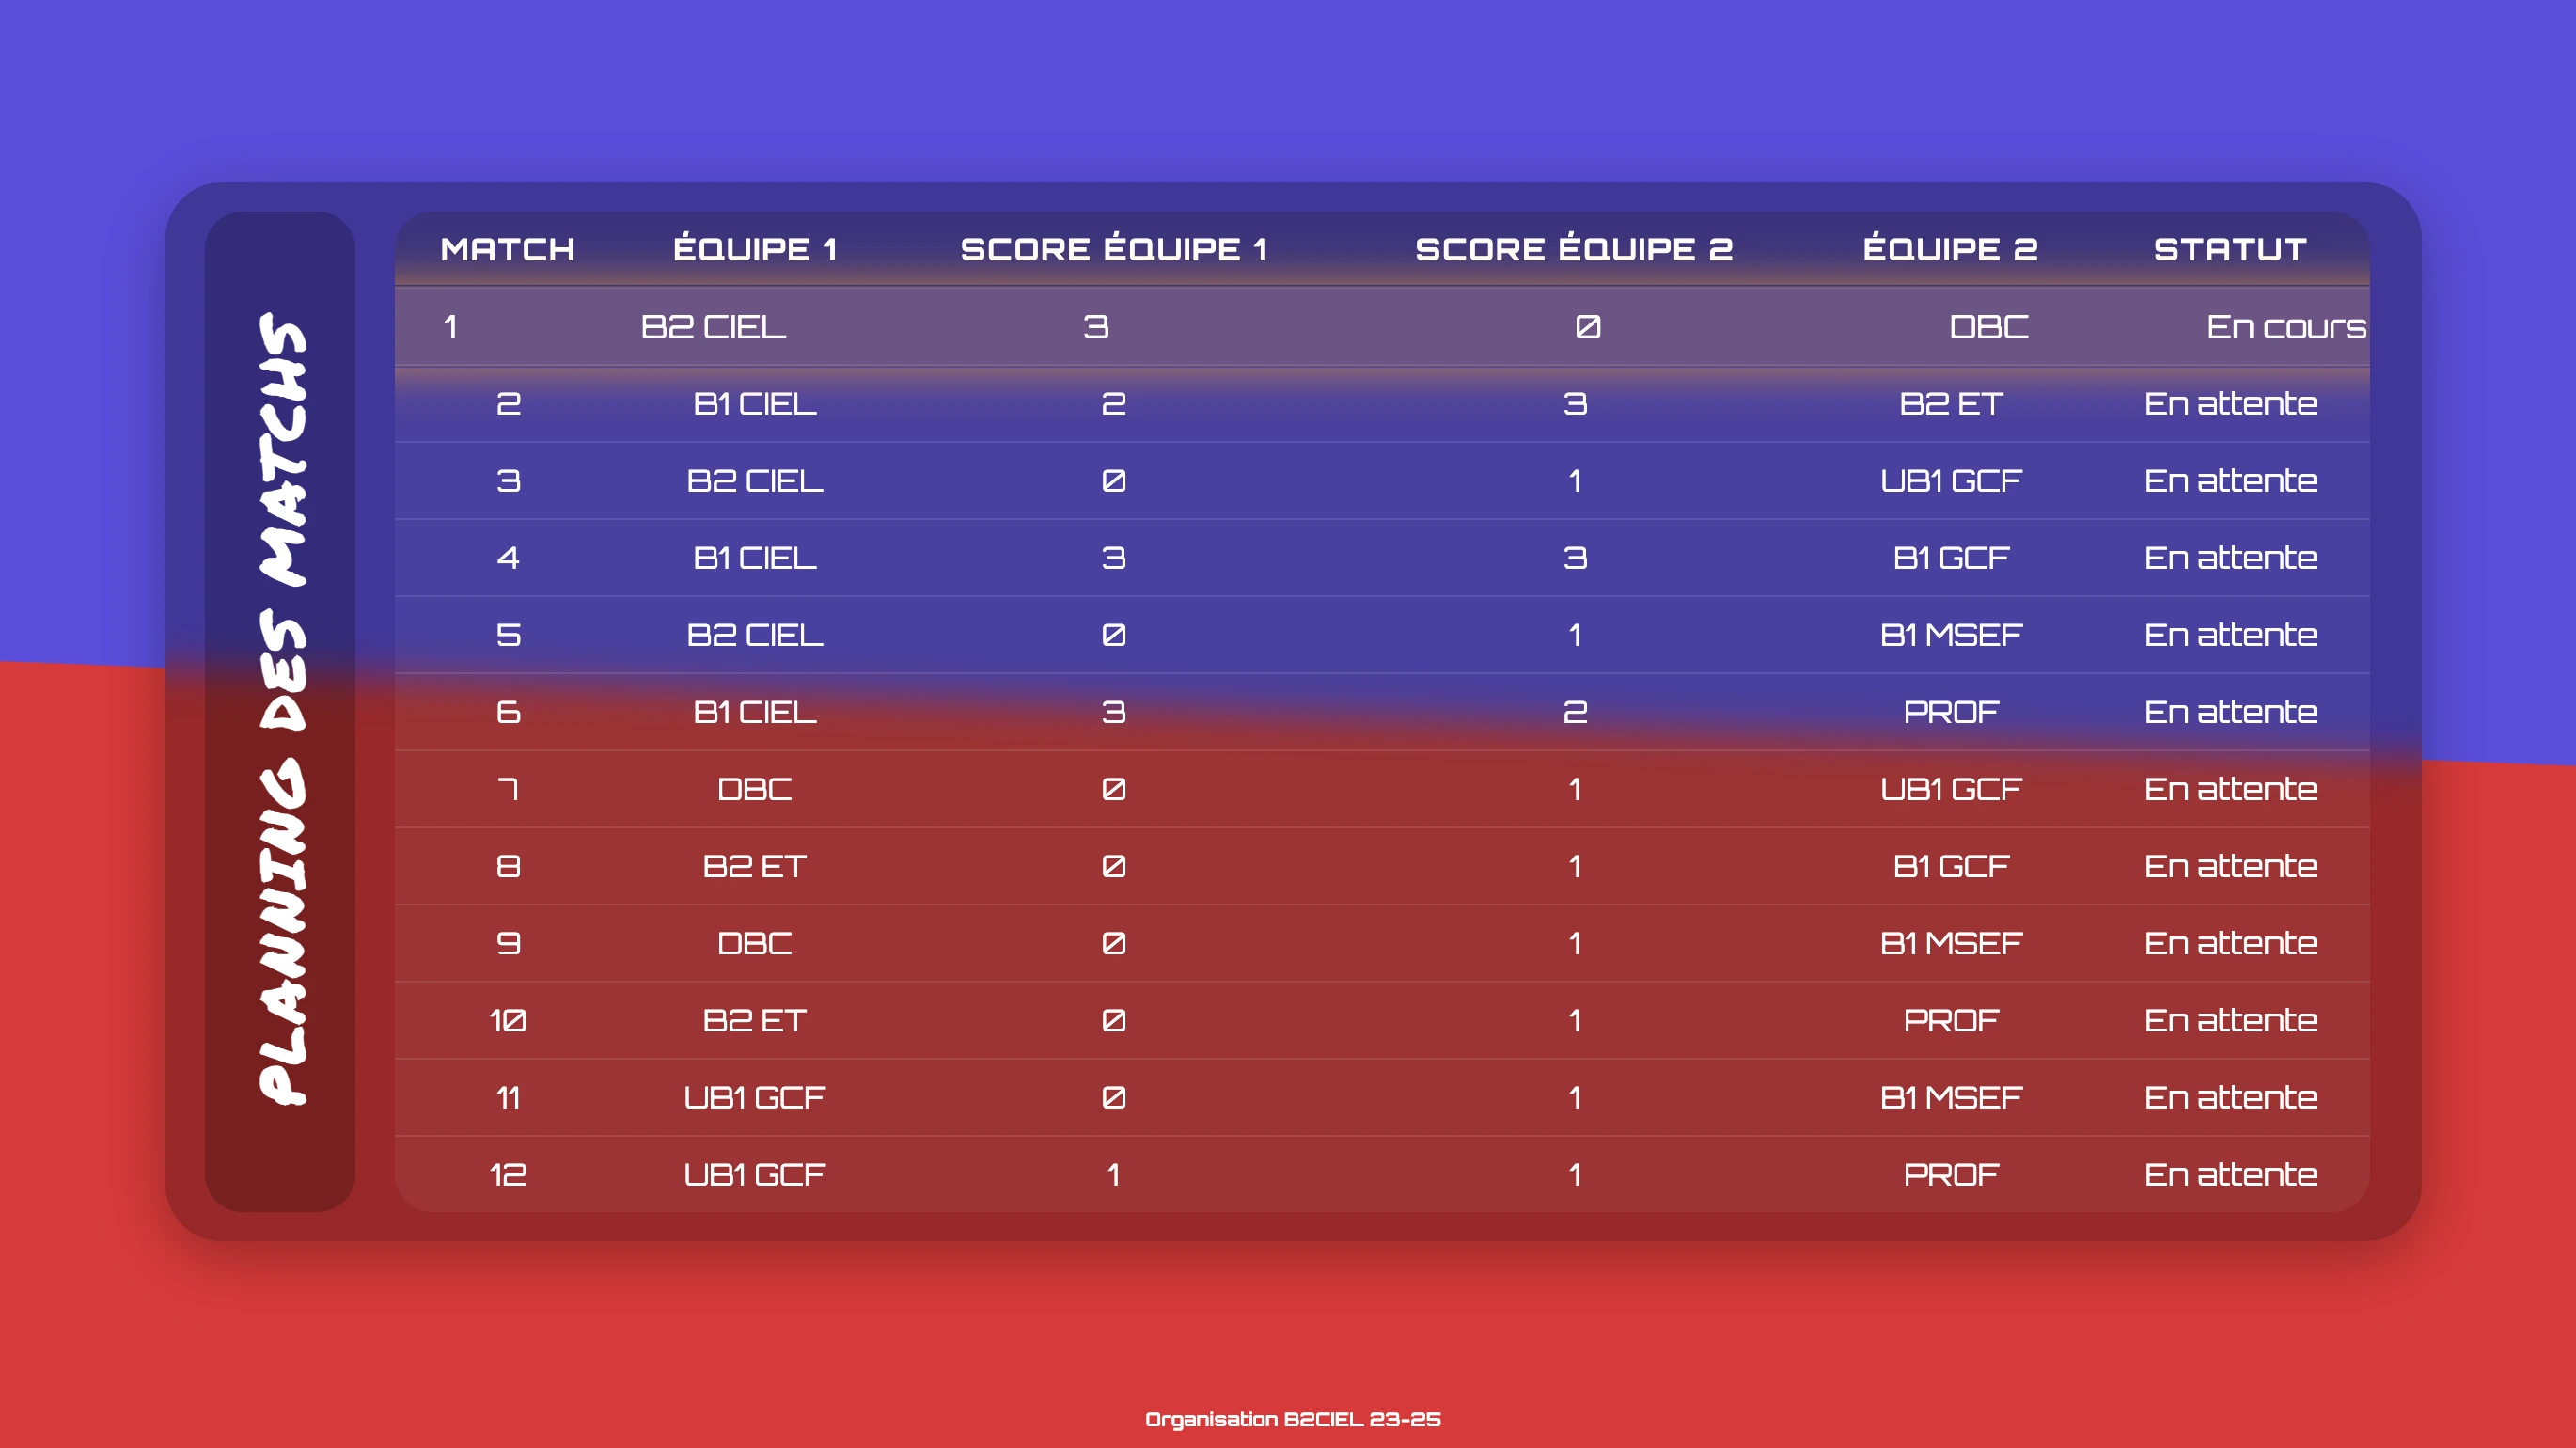 PLANNING DES MATCHS
MATCH ÉQUIPE 1 SCORE ÉQUIPE 1 SCORE ÉQUIPE 2 ÉQUIPE 2 STATUT
1 B2 CIEL 3 0 DBC En cours
2 B1 CIEL 2 3 B2 ET En attente
3 B2 CIEL 0 1 UB1 GCF En attente
4 B1 CIEL 3 3 B1 GCF En attente
5 B2 CIEL 0 1 B1 MSEF En attente
6 B1 CIEL 3 2 PROF En attente
7 DBC 0 1 UB1 GCF En attente
8 B2 ET 0 1 B1 GCF En attente
9 DBC 0 1 B1 MSEF En attente
10 B2 ET 0 1 PROF En attente
11 UB1 GCF 0 1 B1 MSEF En attente
12 UB1 GCF 1 1 PROF En attente
Organisation B2CIEL 23-25